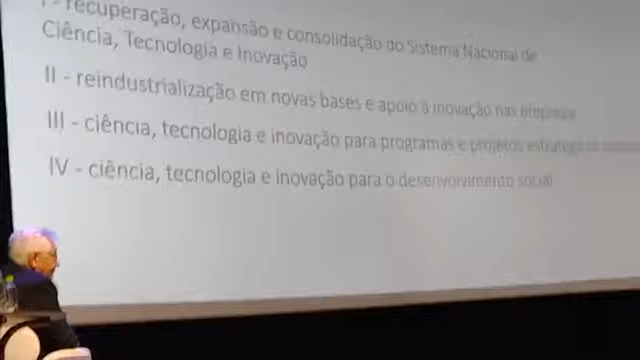 I - recuperação, expansão e consolidação do Sistema Nacional de
Ciência, Tecnologia e Inovação
II - reindustrialização em novas bases e apoio à inovação nas empresas
III - ciência, tecnologia e inovação para programas e projetos estratégicos
IV - ciência, tecnologia e inovação para o desenvolvimento social